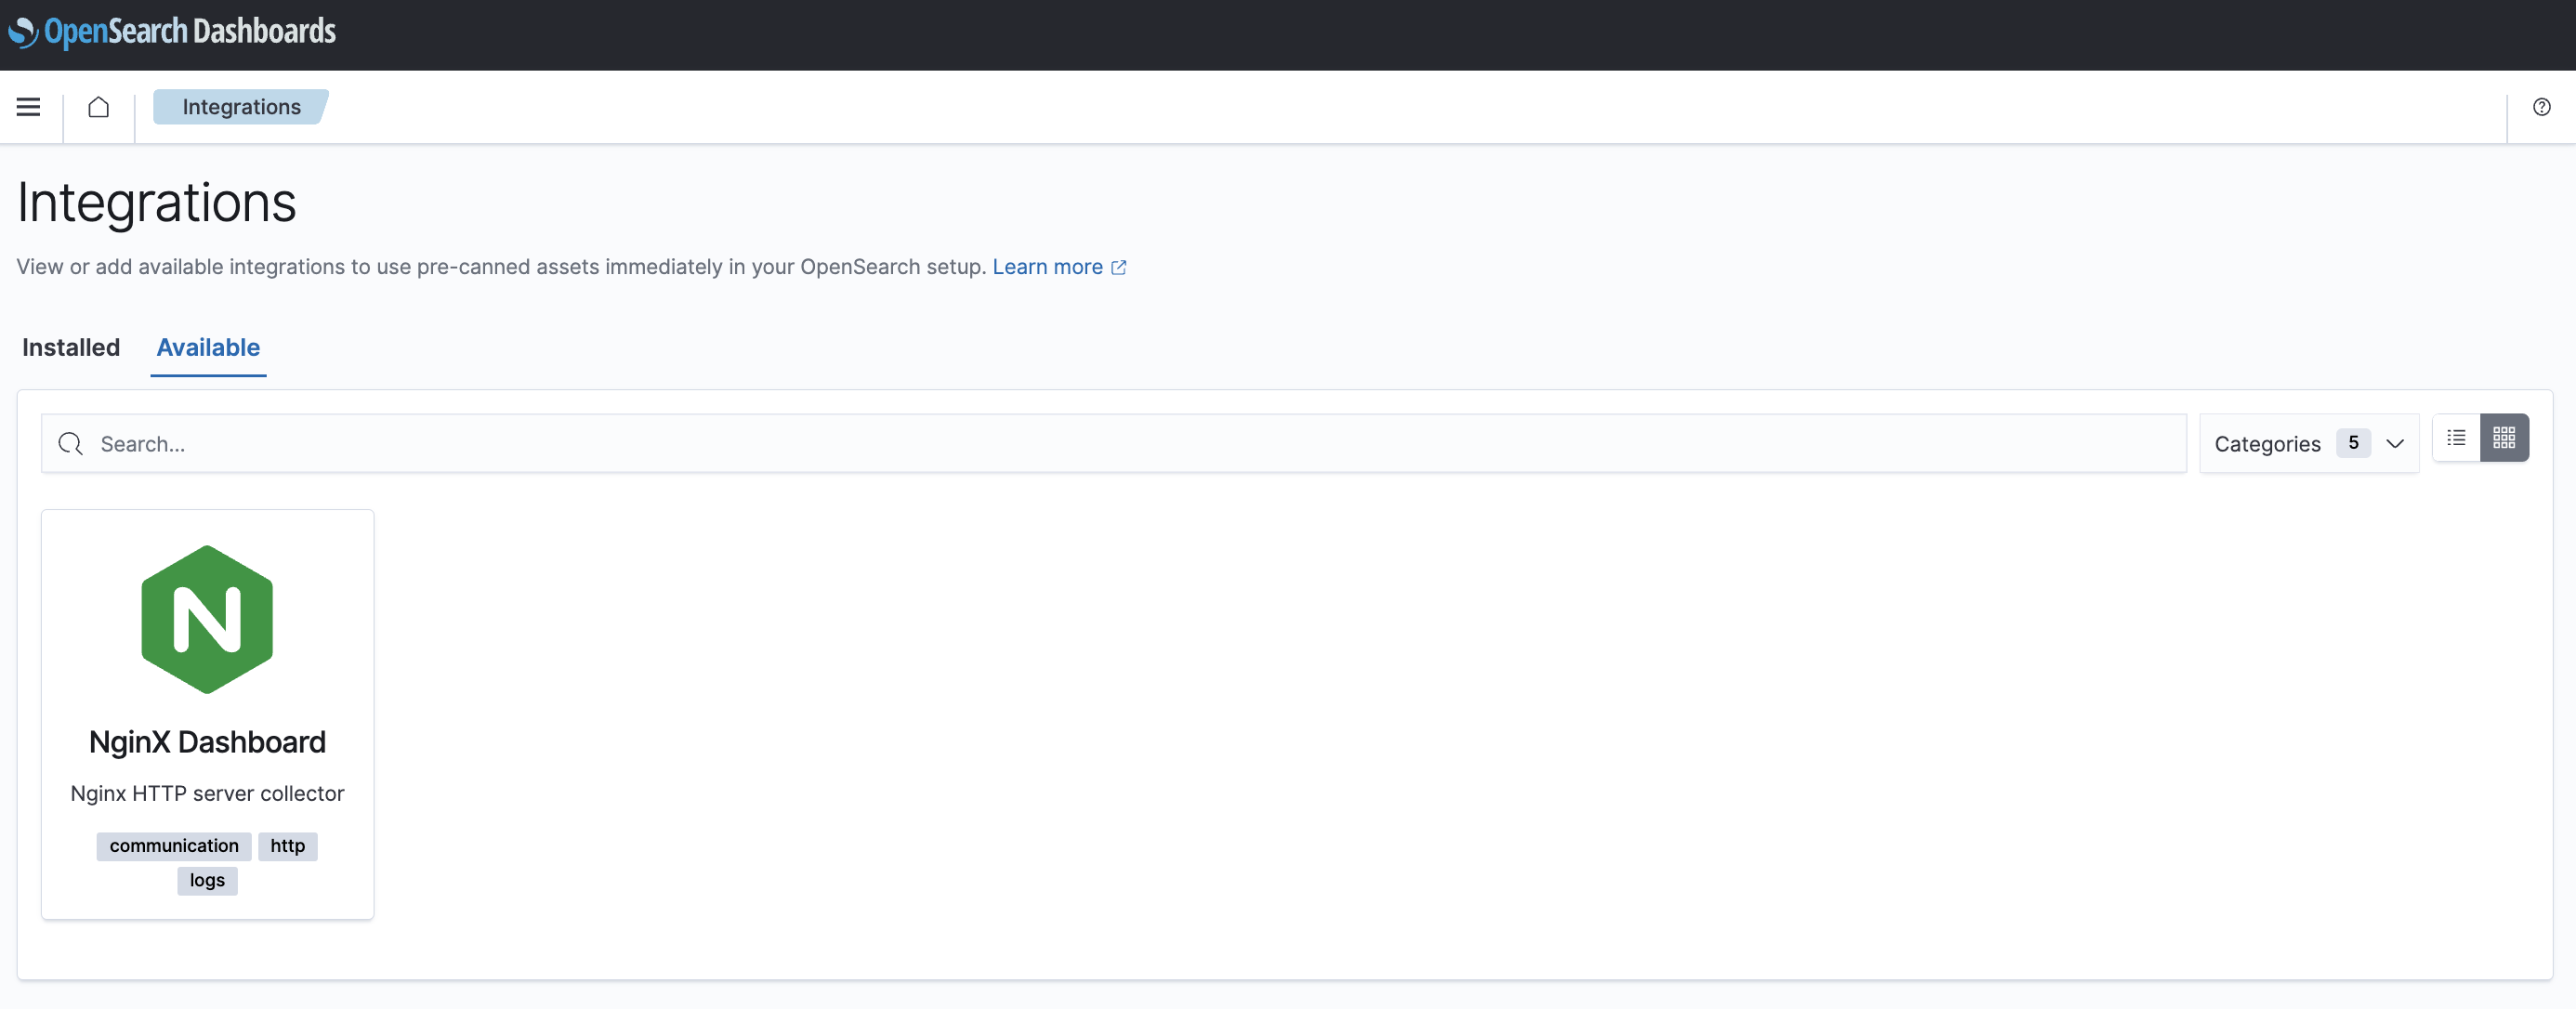 OpenSearch Dashboards
Integrations
Integrations
View or add available integrations to use pre-canned assets immediately in your OpenSearch setup. Learn more
Installed Available
Search...
Categories 5
N
NginX Dashboard
Nginx HTTP server collector
communication http
logs